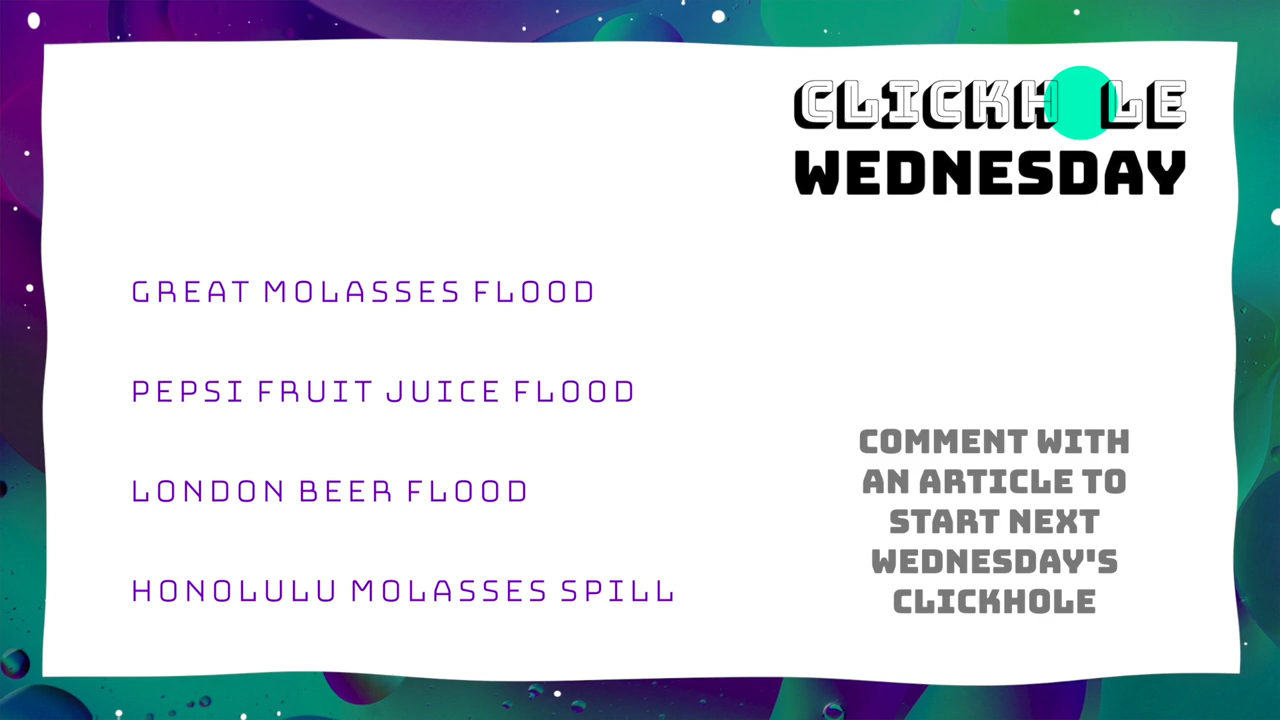 CLICKHOLE
WEDNESDAY
GREAT MOLASSES FLOOD
PEPSI FRUIT JUICE FLOOD
LONDON BEER FLOOD
HONOLULU MOLASSES SPILL
COMMENT WITH
AN ARTICLE TO
START NEXT
WEDNESDAY'S
CLICKHOLE